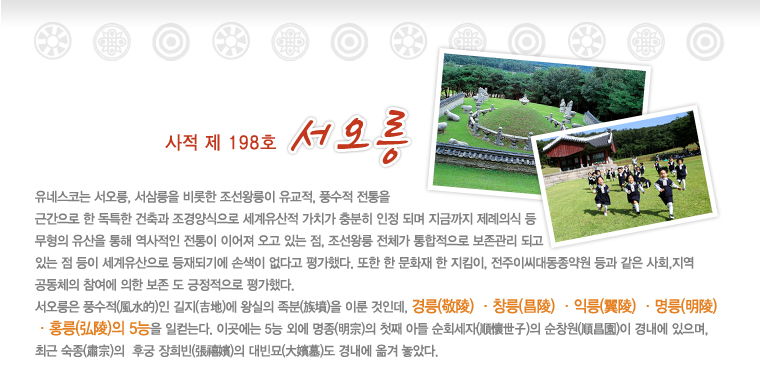 사적 제 198호 서오릉
유네스코는 서오릉, 서삼릉을 비롯한 조선왕릉이 유교적, 풍수적 전통을
근간으로 한 독특한 건축과 조경양식으로 세계유산적 가치가 충분히 인정 되며 지금까지 제례의식 등
무형의 유산을 통해 역사적인 전통이 이어져 오고 있는 점, 조선왕릉 전체가 통합적으로 보존관리 되고
있는 점 등이 세계유산으로 등재되기에 손색이 없다고 평가했다. 또한 한 문화재 한 지킴이, 전주이씨대동종약원 등과 같은 사회,지역
공동체의 참여에 의한 보존 도 긍정적으로 평가했다.
서오릉은 풍수적(風水的)인 길지(吉地)에 왕실의 족분(族墳)을 이룬 것인데, 경릉(敬陵) ・창릉(昌陵) ・익릉(翼陵) ・명릉(明陵)
・홍릉(弘陵)의 5능을 일컫는다. 이곳에는 5능 외에 명종(明宗)의 첫째 아들 순회세자(順懷世子)의 순창원(順昌園)이 경내에 있으며,
최근 숙종(肅宗)의 후궁 장희빈(張禧嬪)의 대빈묘(大嬪墓)도 경내에 옮겨 놓았다.